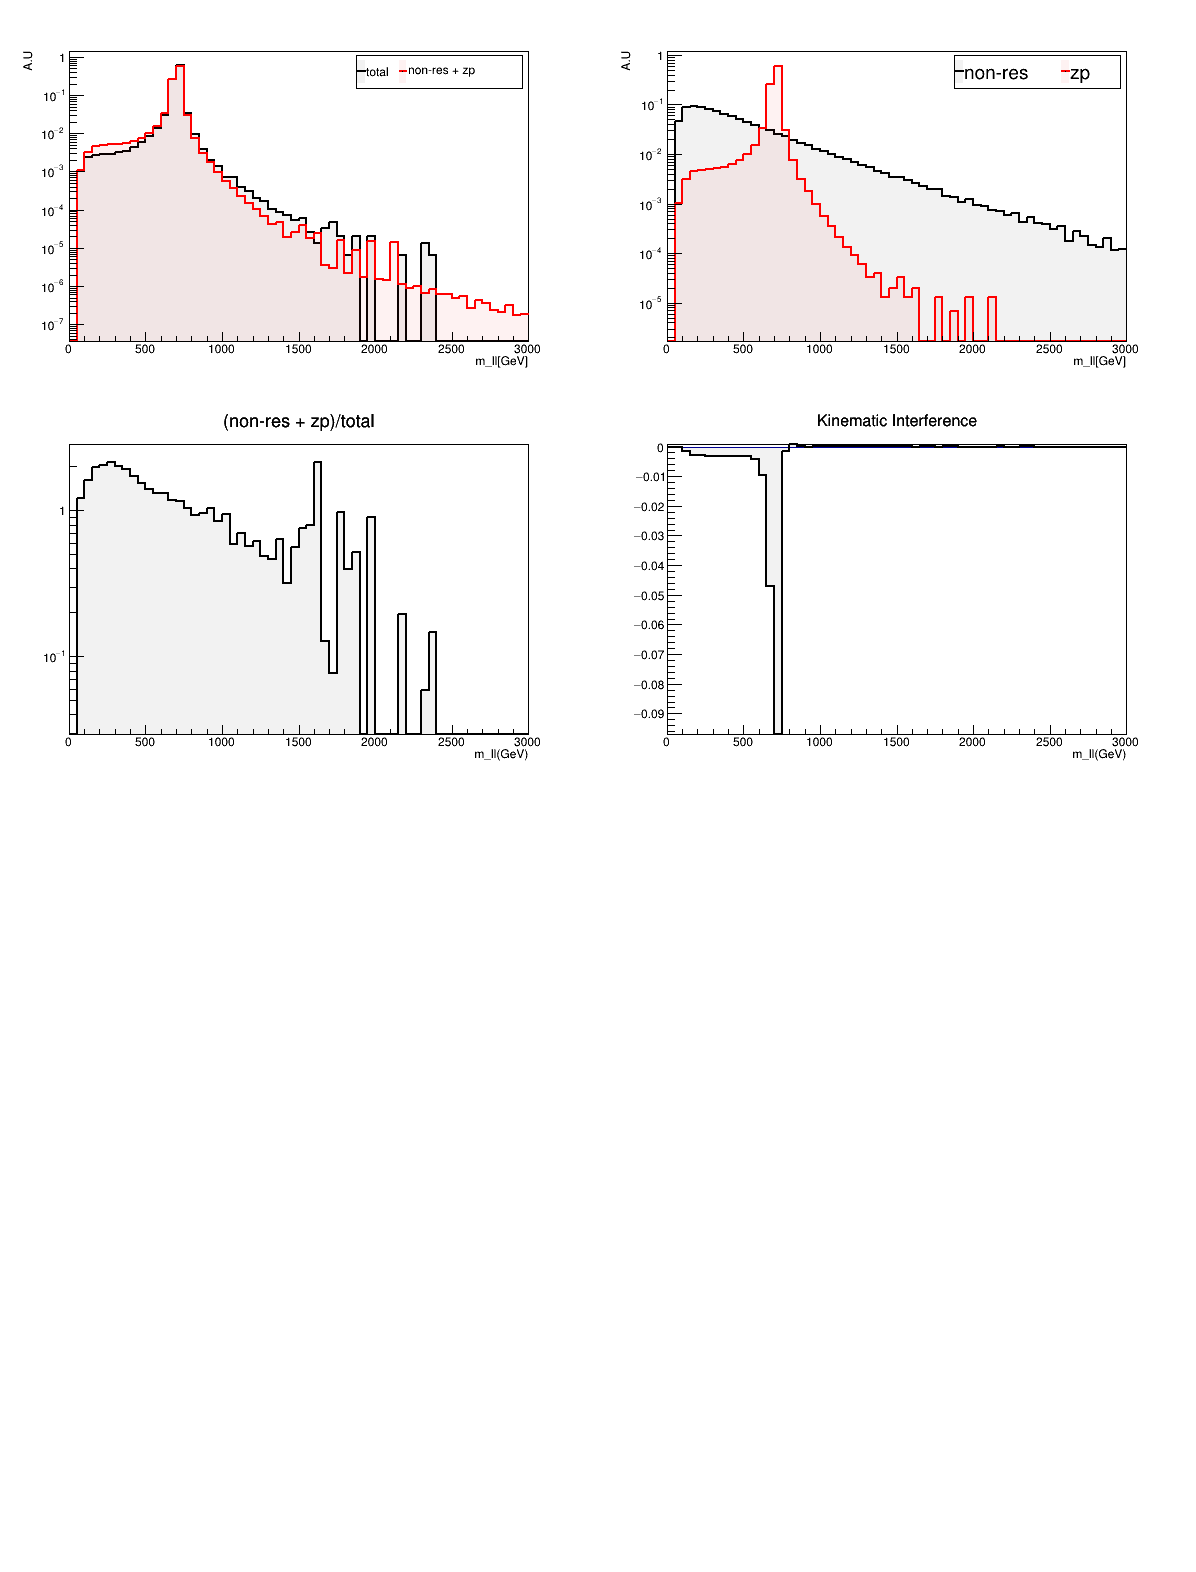 A.U
1
10⁻¹
10⁻²
10⁻³
10⁻⁴
10⁻⁵
10⁻⁶
10⁻⁷
total non-res + zp
0 500 1000 1500 2000 2500 3000
m_ll[GeV]
A.U
1
10⁻¹
10⁻²
10⁻³
10⁻⁴
10⁻⁵
non-res zp
0 500 1000 1500 2000 2500 3000
m_ll[GeV]
(non-res + zp)/total
1
10⁻¹
0 500 1000 1500 2000 2500 3000
m_ll(GeV)
Kinematic Interference
0
−0.01
−0.02
−0.03
−0.04
−0.05
−0.06
−0.07
−0.08
−0.09
0 500 1000 1500 2000 2500 3000
m_ll(GeV)